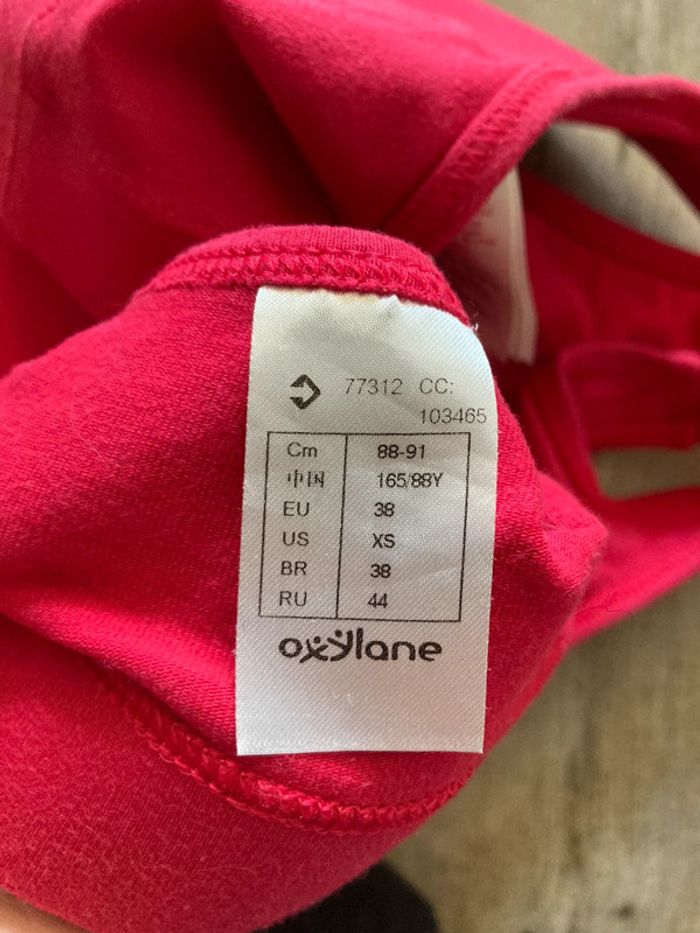 77312 CC:
103465
Cm 88-91
中国 165/88Y
EU 38
US XS
BR 38
RU 44
oxylane